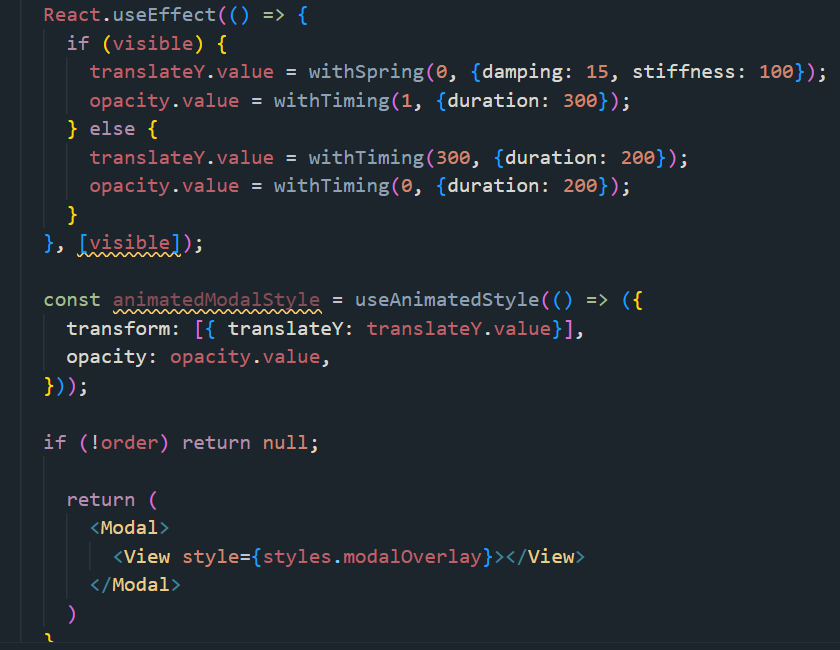 React.useEffect(() => {
  if (visible) {
    translateY.value = withSpring(0, {damping: 15, stiffness: 100});
    opacity.value = withTiming(1, {duration: 300});
  } else {
    translateY.value = withTiming(300, {duration: 200});
    opacity.value = withTiming(0, {duration: 200});
  }
}, [visible]);

const animatedModalStyle = useAnimatedStyle(() => ({
  transform: [{ translateY: translateY.value}],
  opacity: opacity.value,
}));

if (!order) return null;

  return (
    <Modal>
      <View style={styles.modalOverlay}></View>
    </Modal>
  )
}